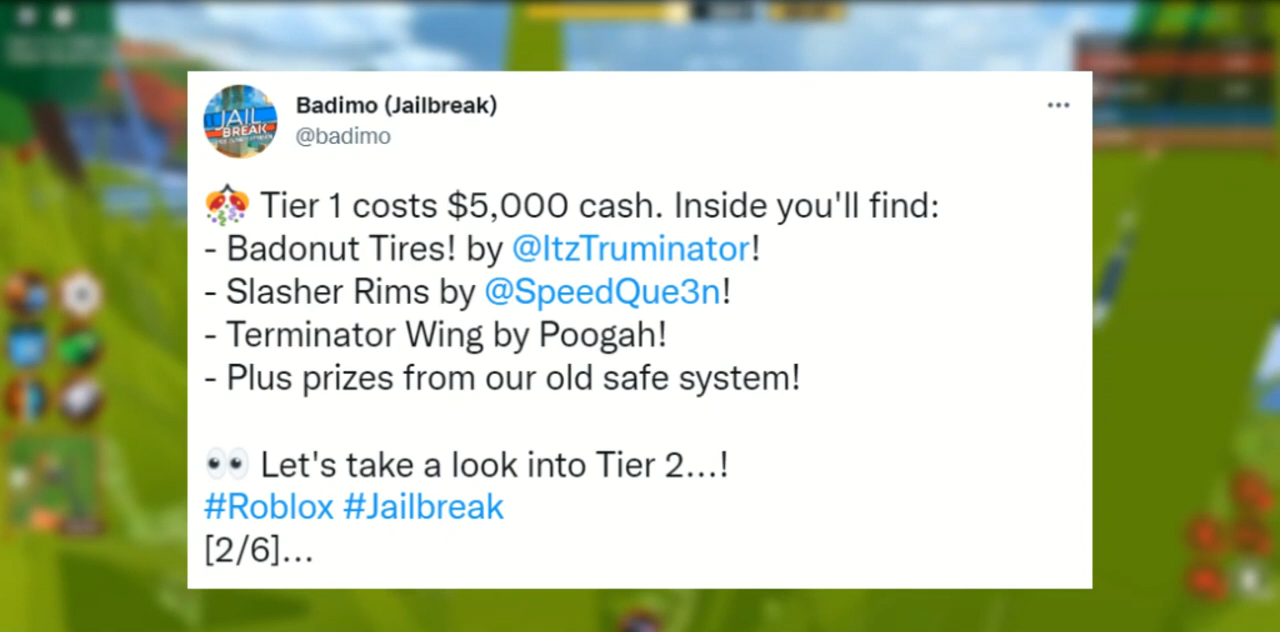 Badimo (Jailbreak)
@badimo
JAIL
BREAK
🎊 Tier 1 costs $5,000 cash. Inside you'll find:
- Badonut Tires! by @ItzTruminator!
- Slasher Rims by @SpeedQue3n!
- Terminator Wing by Poogah!
- Plus prizes from our old safe system!
👀 Let's take a look into Tier 2...!
#Roblox #Jailbreak
[2/6]...